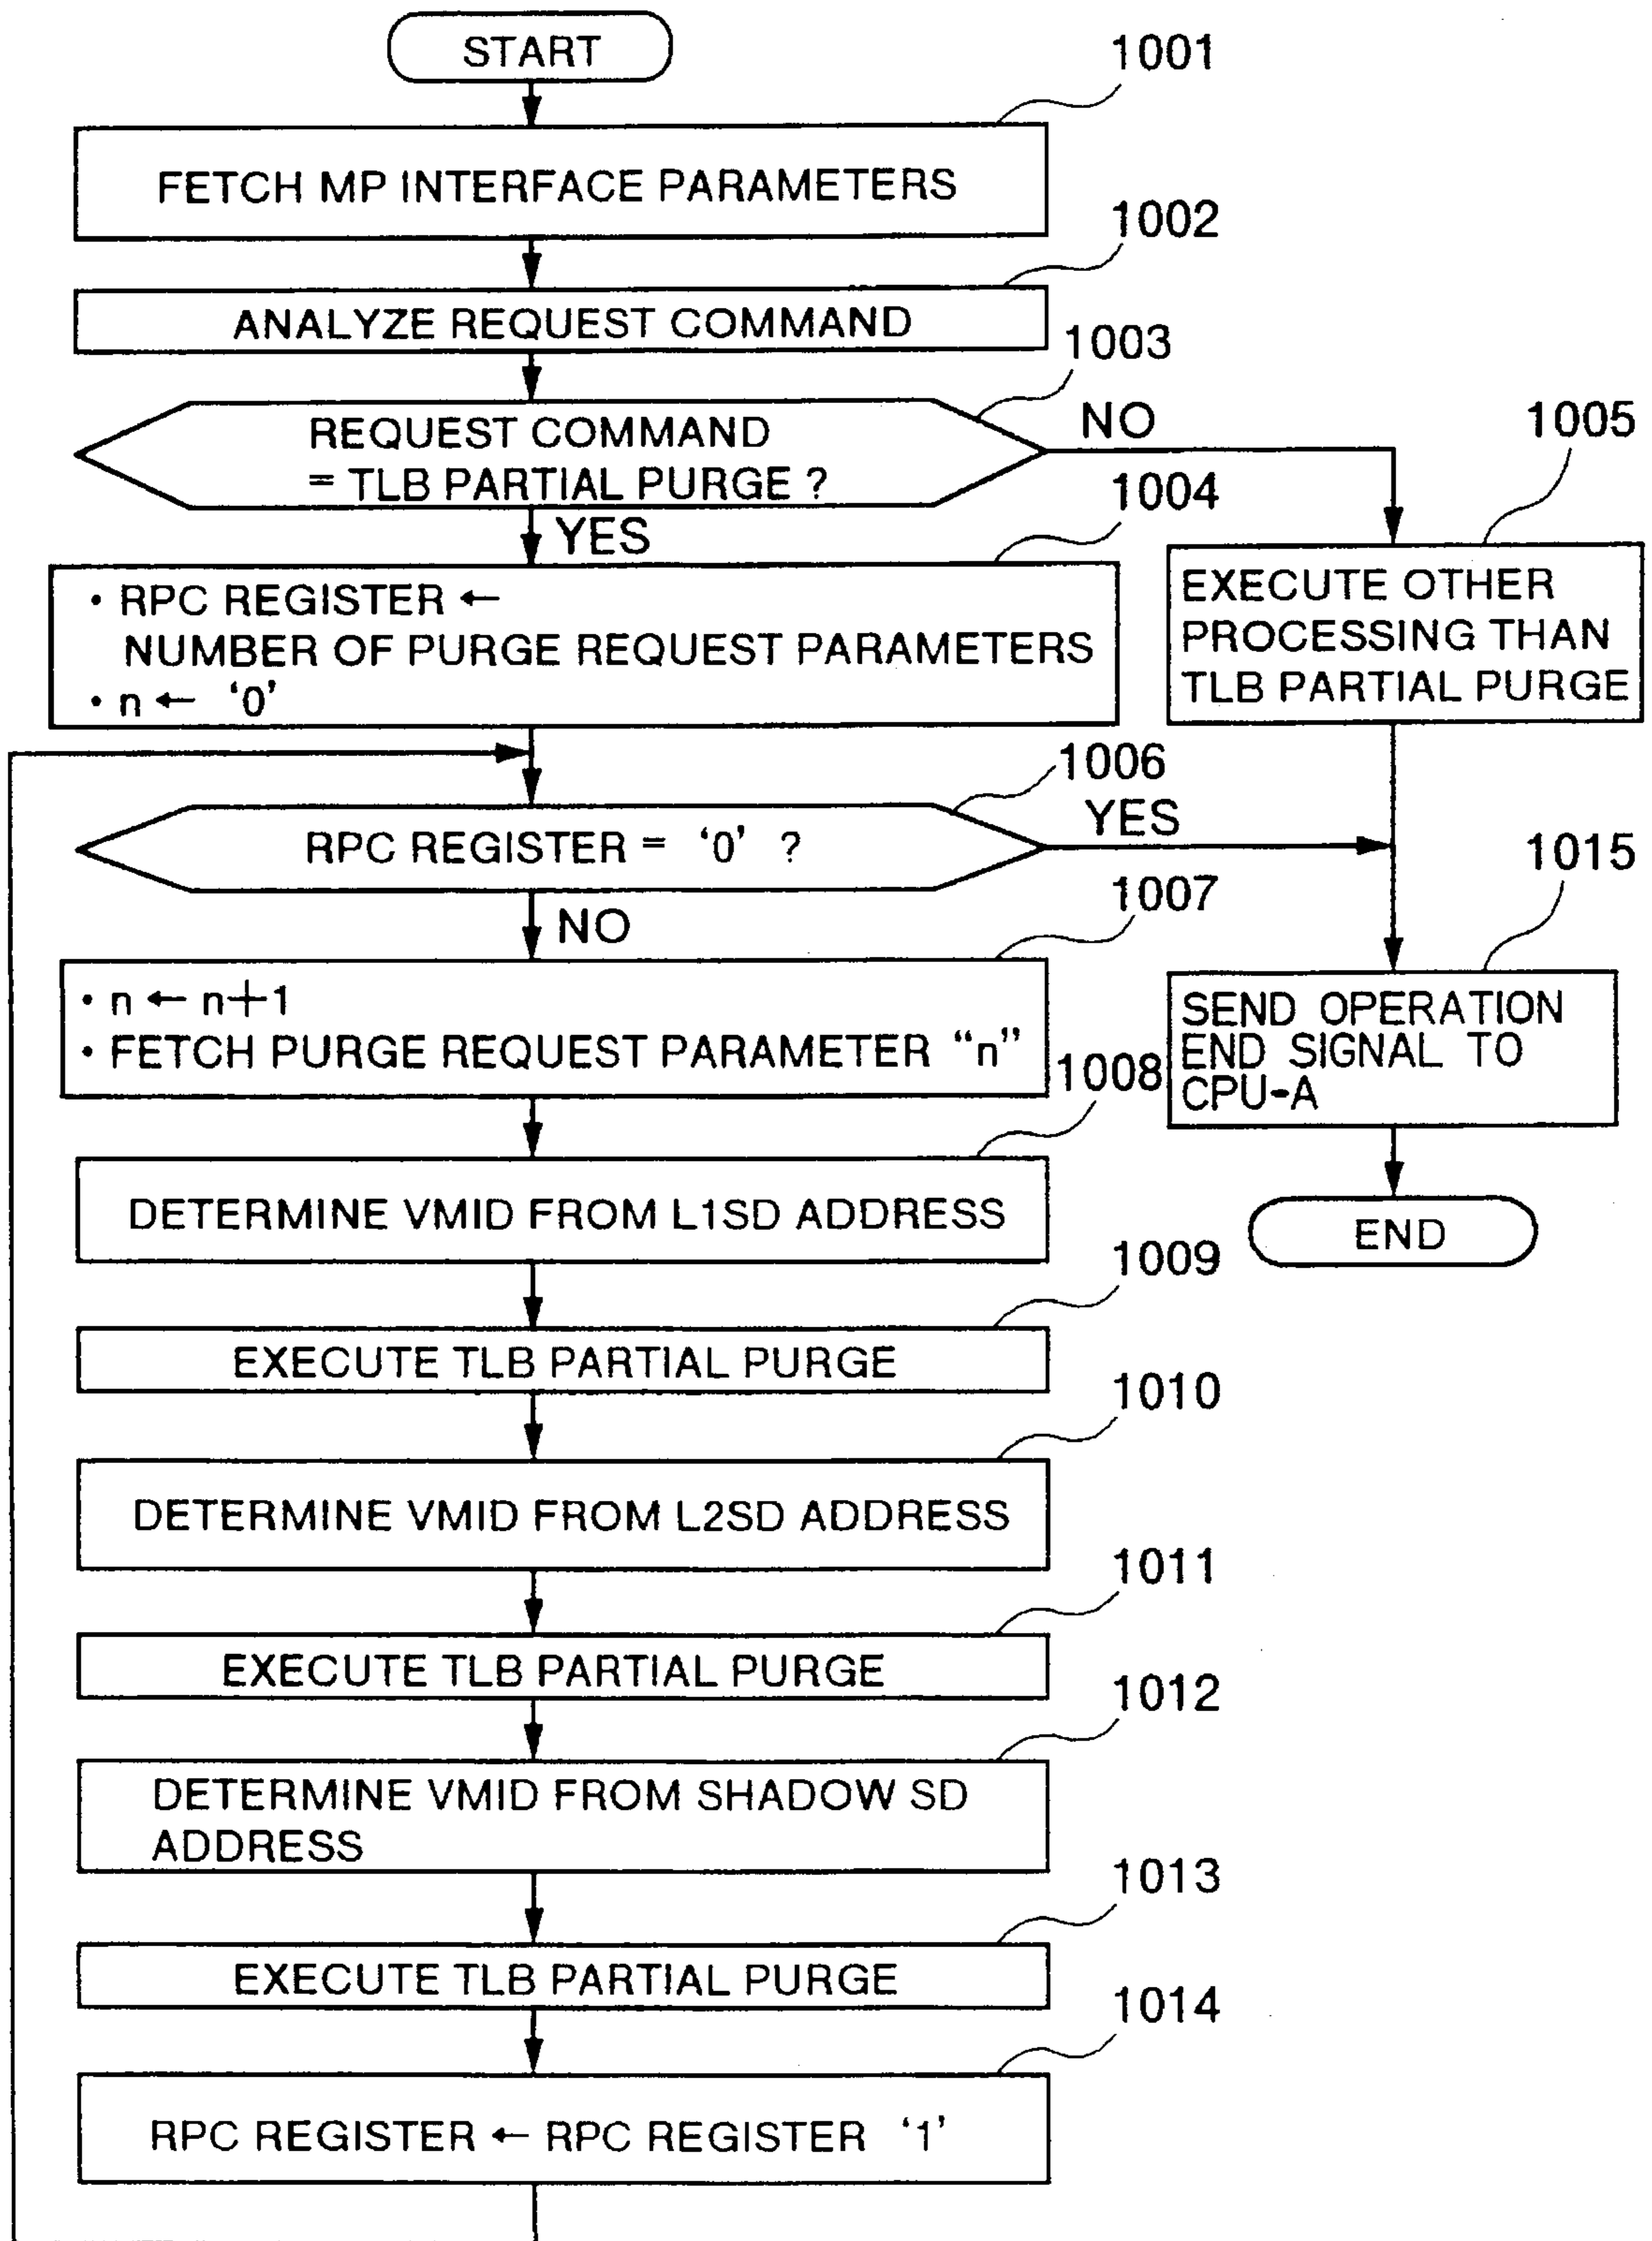 START
1001
FETCH MP INTERFACE PARAMETERS
1002
ANALYZE REQUEST COMMAND
1003
REQUEST COMMAND
= TLB PARTIAL PURGE ?
NO
YES
1004
• RPC REGISTER ←
NUMBER OF PURGE REQUEST PARAMETERS
• n ← ‘0’
1005
EXECUTE OTHER
PROCESSING THAN
TLB PARTIAL PURGE
1006
RPC REGISTER = ‘0’ ?
YES
NO
1007
• n ← n+1
• FETCH PURGE REQUEST PARAMETER “n”
1015
SEND OPERATION
END SIGNAL TO
CPU-A
END
1008
DETERMINE VMID FROM L1SD ADDRESS
1009
EXECUTE TLB PARTIAL PURGE
1010
DETERMINE VMID FROM L2SD ADDRESS
1011
EXECUTE TLB PARTIAL PURGE
1012
DETERMINE VMID FROM SHADOW SD
ADDRESS
1013
EXECUTE TLB PARTIAL PURGE
1014
RPC REGISTER ← RPC REGISTER ‘1’